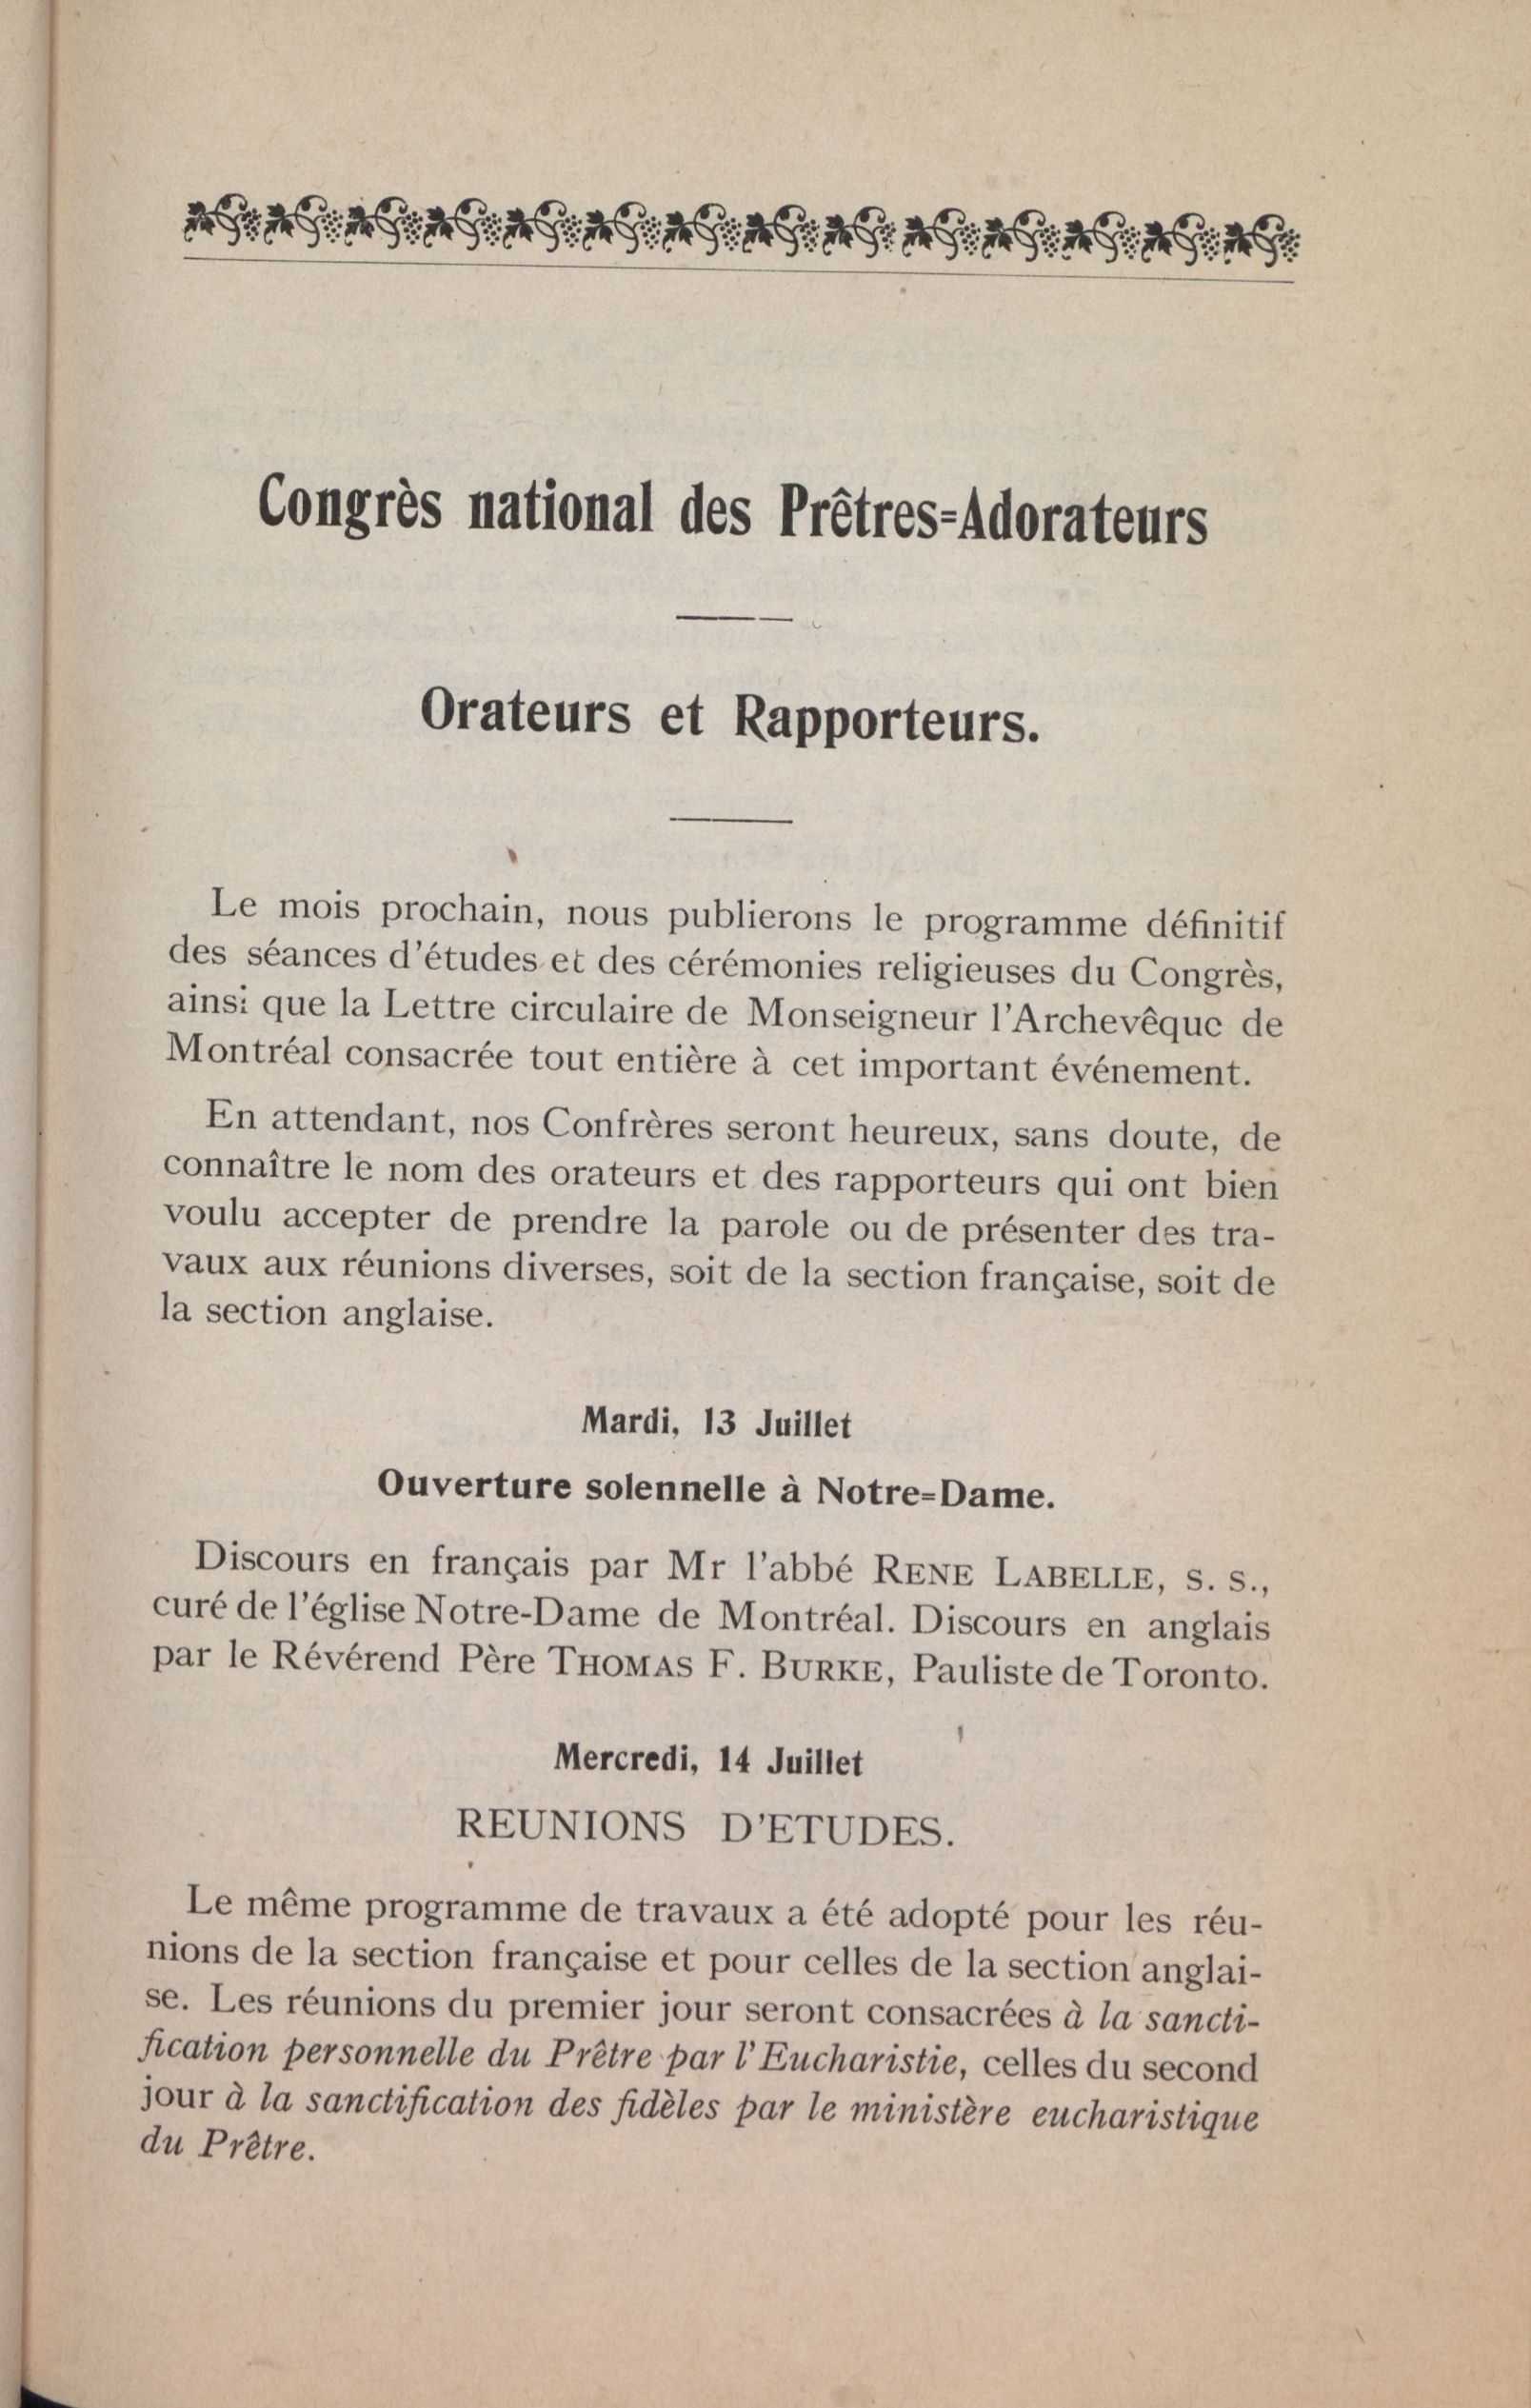 Congrès national des Prêtres-Adorateurs
Orateurs et Rapporteurs.
Le mois prochain, nous publierons le programme définitif
des séances d'études et des cérémonies religieuses du Congrès,
ainsi que la Lettre circulaire de Monseigneur l'Archevêque de
Montréal consacrée tout entière à cet important événement.
En attendant, nos Confrères seront heureux, sans doute, de
connaître le nom des orateurs et des rapporteurs qui ont bien
voulu accepter de prendre la parole ou de présenter des tra-
vaux aux réunions diverses, soit de la section française, soit de
la section anglaise.
Mardi, 13 Juillet
Ouverture solennelle à Notre-Dame.
Discours en français par Mr l'abbé RENE LABELLE, S. S.,
curé de l'église Notre-Dame de Montréal. Discours en anglais
par le Révérend Père THOMAS F. BURKE, Pauliste de Toronto.
Mercredi, 14 Juillet
REUNIONS D'ETUDES.
Le même programme de travaux a été adopté pour les réu-
nions de la section française et pour celles de la section anglai-
se. Les réunions du premier jour seront consacrées à la sancti-
fication personnelle du Prêtre par l'Eucharistie, celles du second
jour à la sanctification des fidèles par le ministère eucharistique
du Prêtre.